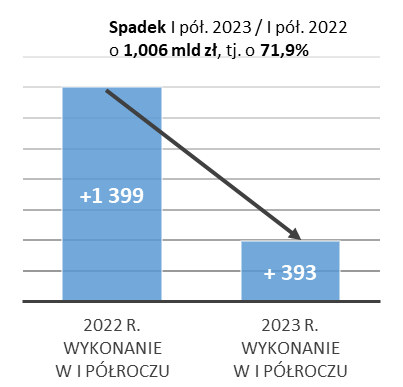 Spadek I pół. 2023 / I pół. 2022
o 1,006 mld zł, tj. o 71,9%
+1 399
+ 393
2022 R.
WYKONANIE
W I PÓŁROCZU
2023 R.
WYKONANIE
W I PÓŁROCZU